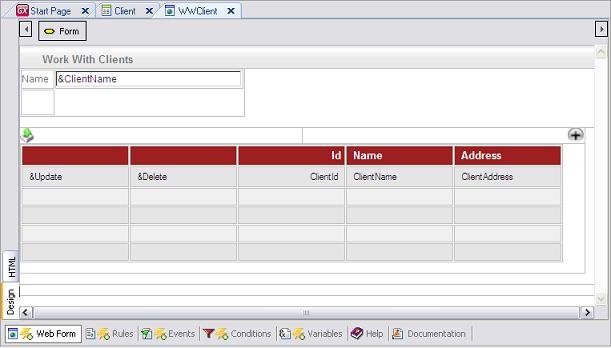 GX Start Page x Client x WWClient x
Form
Work With Clients
Name &ClientName
Id Name Address
&Update &Delete ClientId ClientName ClientAddress
HTML
Design
Web Form Rules Events Conditions Variables Help Documentation